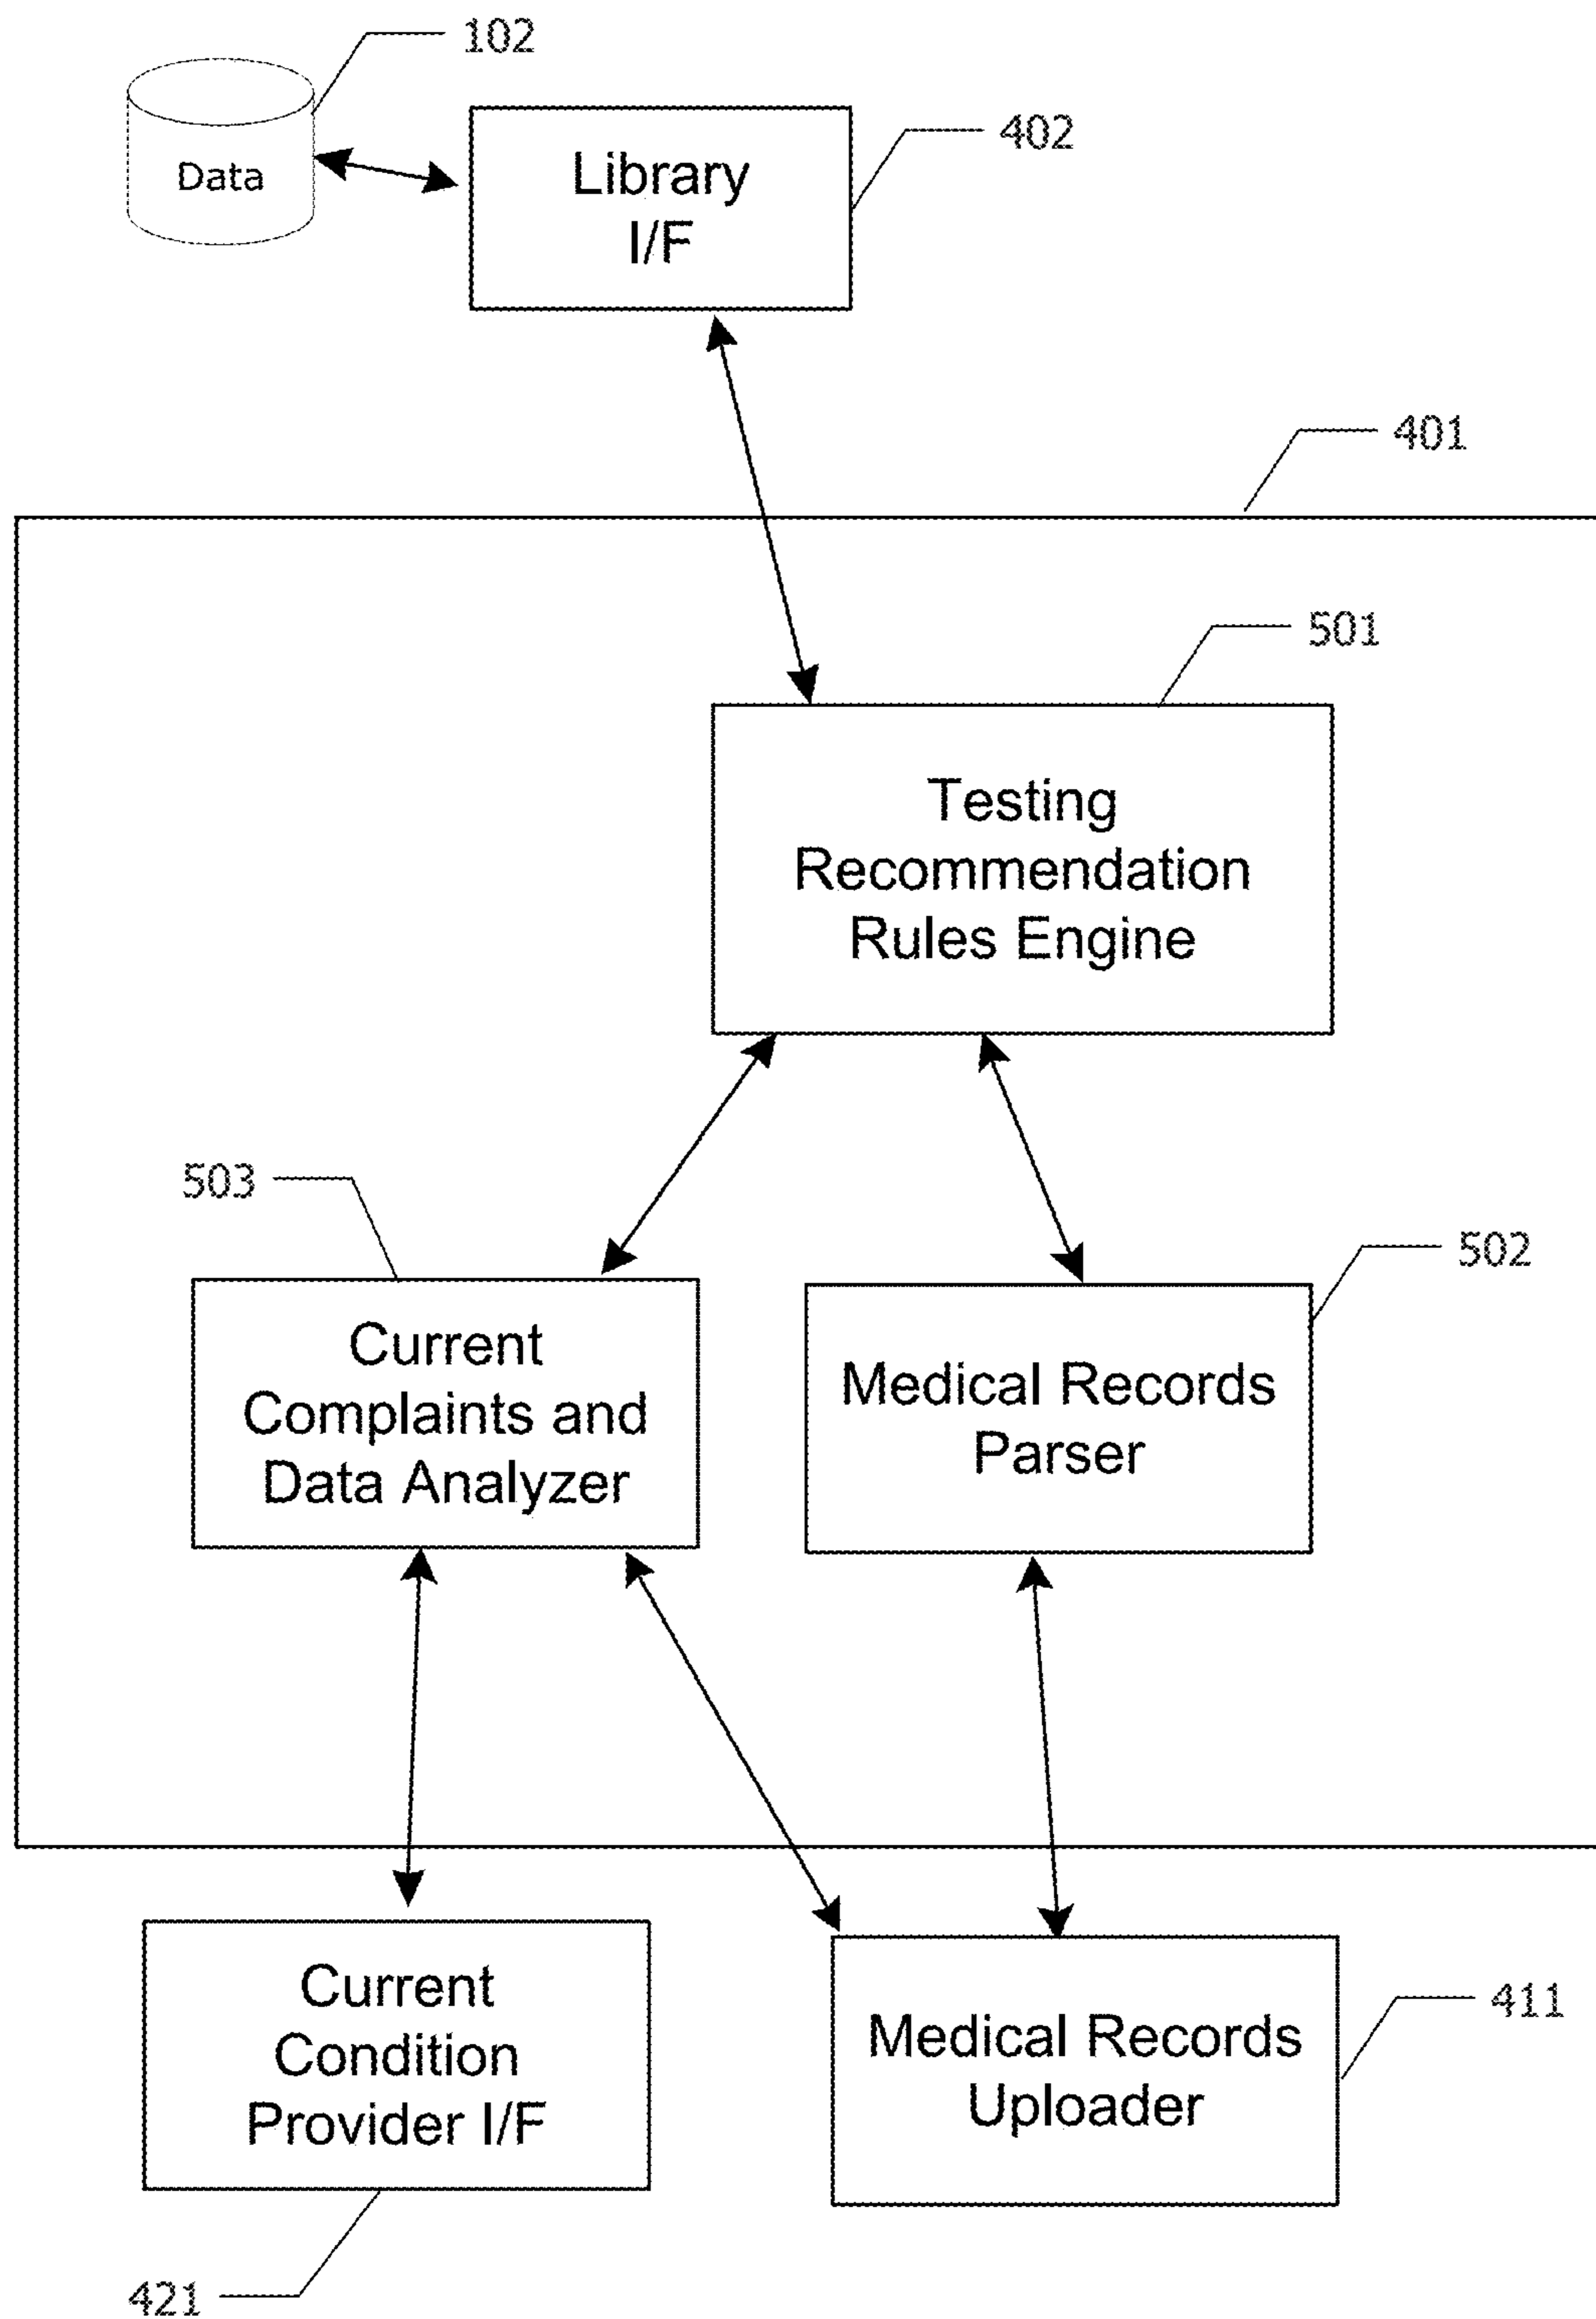 102
Data
Library
I/F
402
401
501
Testing
Recommendation
Rules Engine
503
502
Current
Complaints and
Data Analyzer
Medical Records
Parser
Current
Condition
Provider I/F
Medical Records
Uploader
411
421